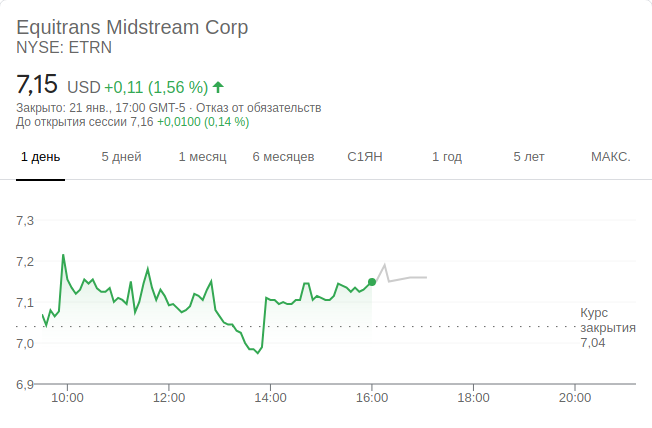 Equitrans Midstream Corp
NYSE: ETRN
7,15 USD +0,11 (1,56 %)
Закрыто: 21 янв., 17:00 GMT-5 · Отказ от обязательств
До открытия сессии 7,16 +0,0100 (0,14 %)
1 день 5 дней 1 месяц 6 месяцев С1ЯН 1 год 5 лет МАКС.
7,3
7,2
7,1
7,0
6,9
Курс
закрытия
7,04
10:00 12:00 14:00 16:00 18:00 20:00